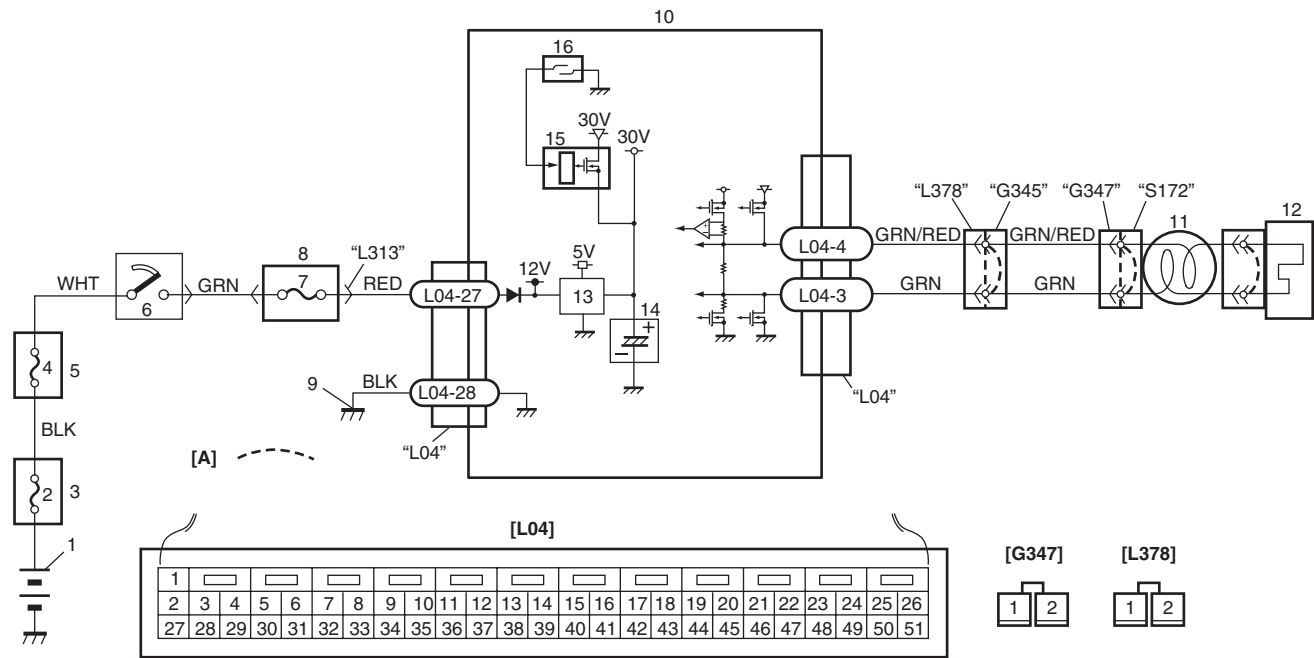 10
16
30V
15
30V
"L378"
"G345"
"G347"
"S172"
11
12
8
"L313"
WHT
GRN
7
RED
L04-27
12V
5V
13
14
+
–
L04-4
GRN/RED
GRN/RED
L04-3
GRN
GRN
6
4
5
9
BLK
L04-28
"L04"
"L04"
BLK
[A]
2
3
1
[L04]
[G347]
[L378]
1
2 3 4 5 6 7 8 9 10 11 12 13 14 15 16 17 18 19 20 21 22 23 24 25 26
27 28 29 30 31 32 33 34 35 36 37 38 39 40 41 42 43 44 45 46 47 48 49 50 51
1 2
1 2